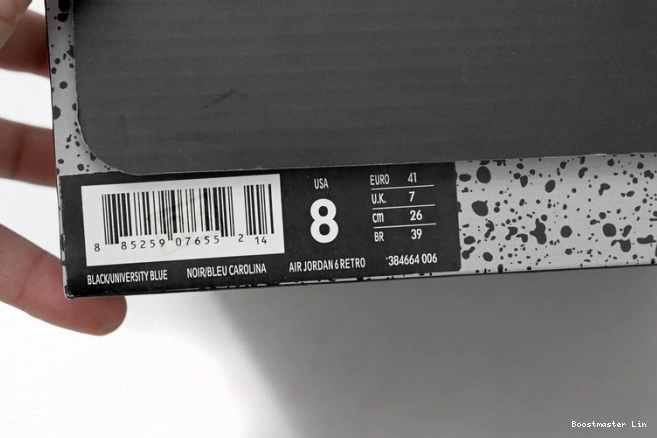 USA
8
EURO 41
U.K. 7
cm 26
BR 39
8 85259 07655 2 14
BLACK/UNIVERSITY BLUE NOIR/BLEU CAROLINA AIR JORDAN 6 RETRO 384664 006
Boostmaster Lin